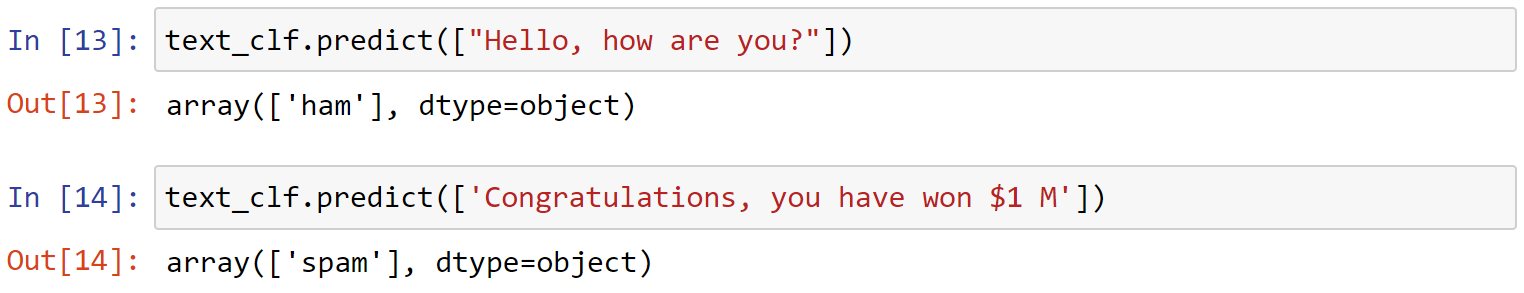 In [13]: text_clf.predict(["Hello, how are you?"])
Out[13]: array(['ham'], dtype=object)
In [14]: text_clf.predict(['Congratulations, you have won $1 M'])
Out[14]: array(['spam'], dtype=object)